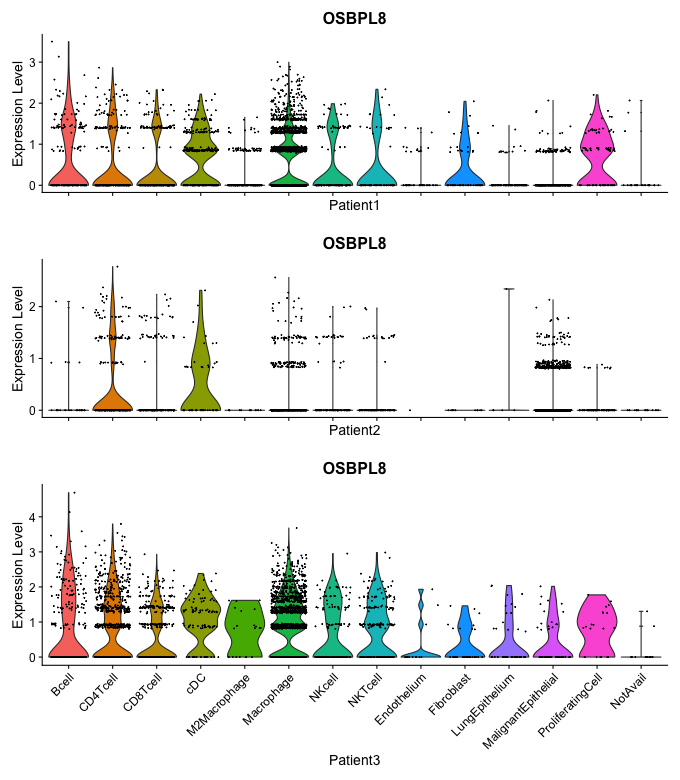 OSBPL8
Expression Level
3
2
1
0
Patient1
OSBPL8
Expression Level
2
1
0
Patient2
OSBPL8
Expression Level
4
3
2
1
0
Bcell
CD4Tcell
CD8Tcell
cDC
M2Macrophage
Macrophage
NKcell
NKTcell
Endothelium
Fibroblast
LungEpithelium
MalignantEpithelial
ProliferatingCell
NotAvail
Patient3